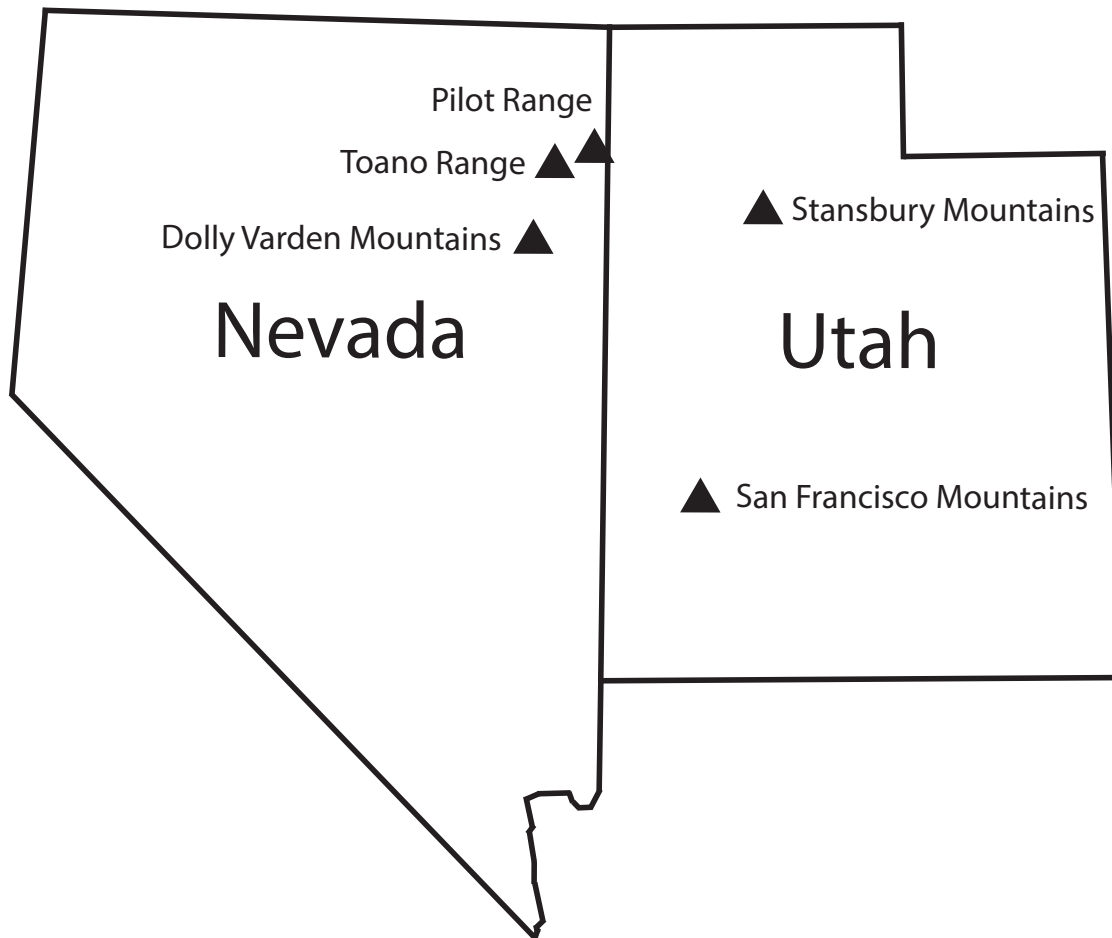 Pilot Range
Toano Range
Stansbury Mountains
Dolly Varden Mountains
Nevada
Utah
San Francisco Mountains